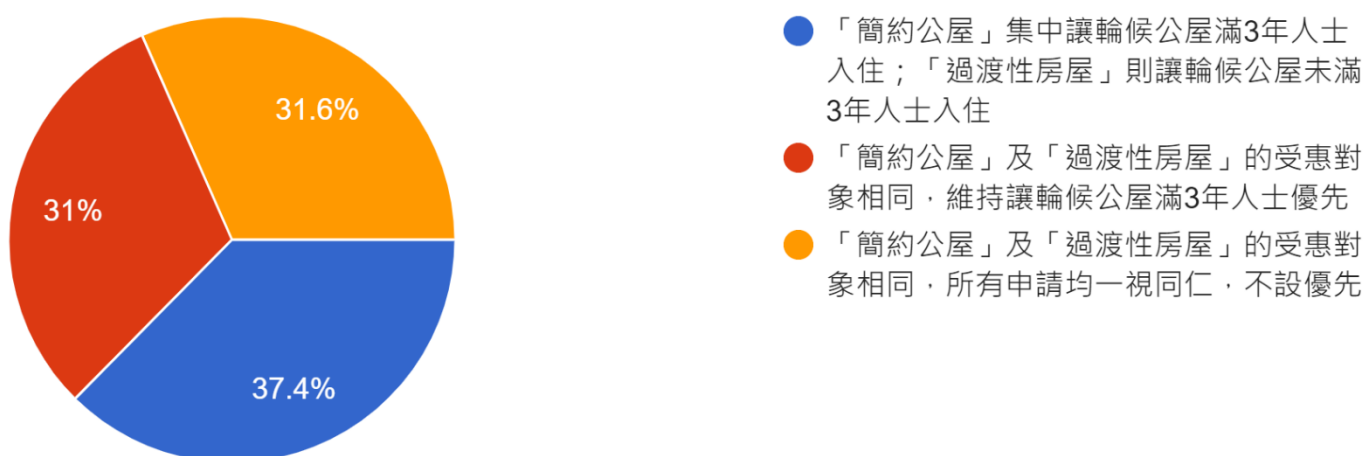 31.6%
31%
37.4%
「簡約公屋」集中讓輪候公屋滿3年人士
入住；「過渡性房屋」則讓輪候公屋未滿
3年人士入住
「簡約公屋」及「過渡性房屋」的受惠對
象相同，維持讓輪候公屋滿3年人士優先
「簡約公屋」及「過渡性房屋」的受惠對
象相同，所有申請均一視同仁，不設優先